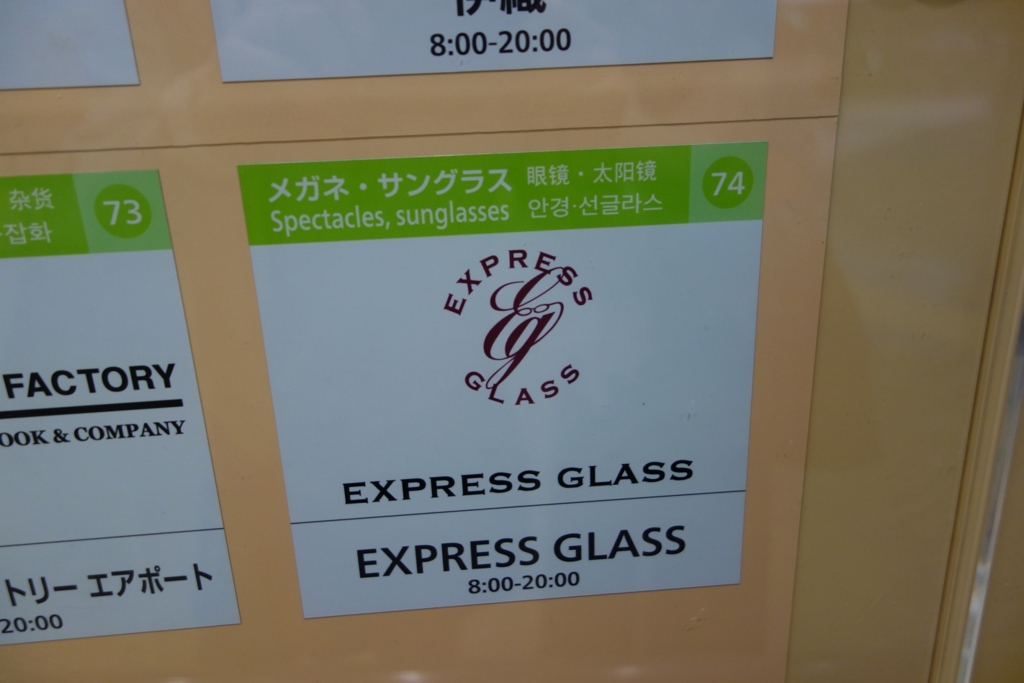 8:00-20:00
杂货
잡화
73
FACTORY
OOK & COMPANY
トリー エアポート
20:00
メガネ・サングラス
眼镜・太阳镜
Spectacles, sunglasses
안경·선글라스
74
EXPRESS
Eg
GLASS
EXPRESS GLASS
EXPRESS GLASS
8:00-20:00